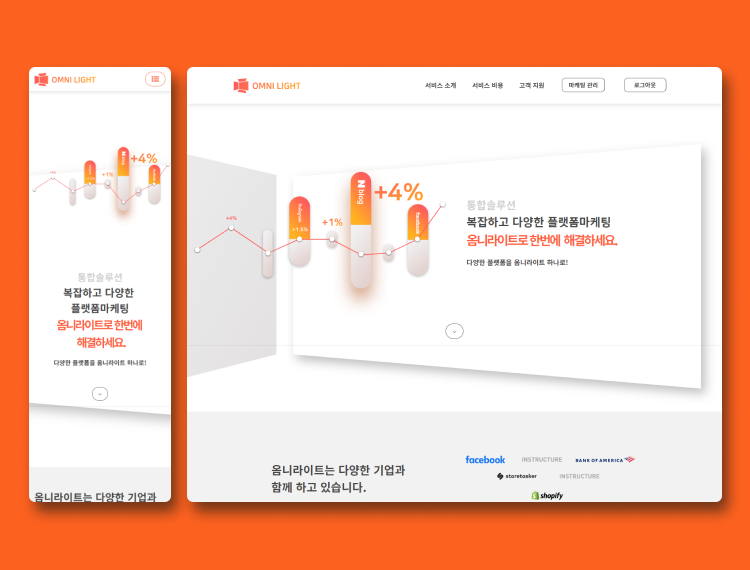 OMNI LIGHT
+4%
+1%
N blog
통합솔루션
복잡하고 다양한
플랫폼마케팅
옴니라이트로 한번에
해결하세요.
다양한 플랫폼을 옴니라이트 하나로!
옴니라이트는 다양한 기업과
OMNI LIGHT
서비스 소개
서비스 비용
고객 지원
마케팅 관리
로그아웃
+4%
Instagram
+1.5%
+1%
N blog
+4%
facebook
통합솔루션
복잡하고 다양한 플랫폼마케팅
옴니라이트로 한번에 해결하세요.
다양한 플랫폼을 옴니라이트 하나로!
옴니라이트는 다양한 기업과
함께 하고 있습니다.
facebook
INSTRUCTURE
BANK OF AMERICA
storetasker
INSTRUCTURE
shopify